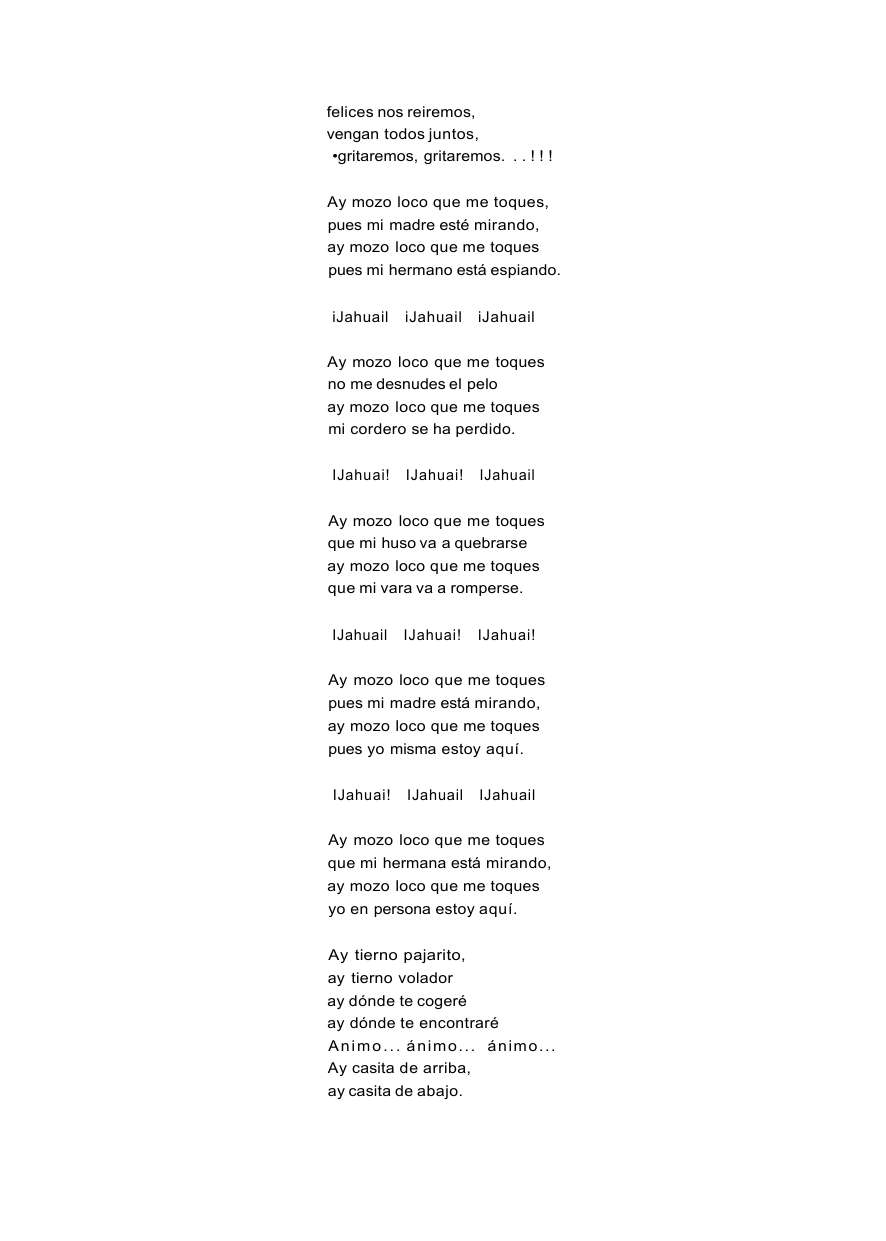 felices nos reiremos,
vengan todos juntos,
•gritaremos, gritaremos. . . ! ! !
Ay mozo loco que me toques,
pues mi madre esté mirando,
ay mozo loco que me toques
pues mi hermano está espiando.
iJahuail iJahuail iJahuail
Ay mozo loco que me toques
no me desnudes el pelo
ay mozo loco que me toques
mi cordero se ha perdido.
IJahuai! IJahuai! IJahuail
Ay mozo loco que me toques
que mi huso va a quebrarse
ay mozo loco que me toques
que mi vara va a romperse.
IJahuail IJahuai! IJahuai!
Ay mozo loco que me toques
pues mi madre está mirando,
ay mozo loco que me toques
pues yo misma estoy aquí.
IJahuai! IJahuail IJahuail
Ay mozo loco que me toques
que mi hermana está mirando,
ay mozo loco que me toques
yo en persona estoy aquí.
Ay tierno pajarito,
ay tierno volador
ay dónde te cogeré
ay dónde te encontraré
Animo... ánimo... ánimo...
Ay casita de arriba,
ay casita de abajo.